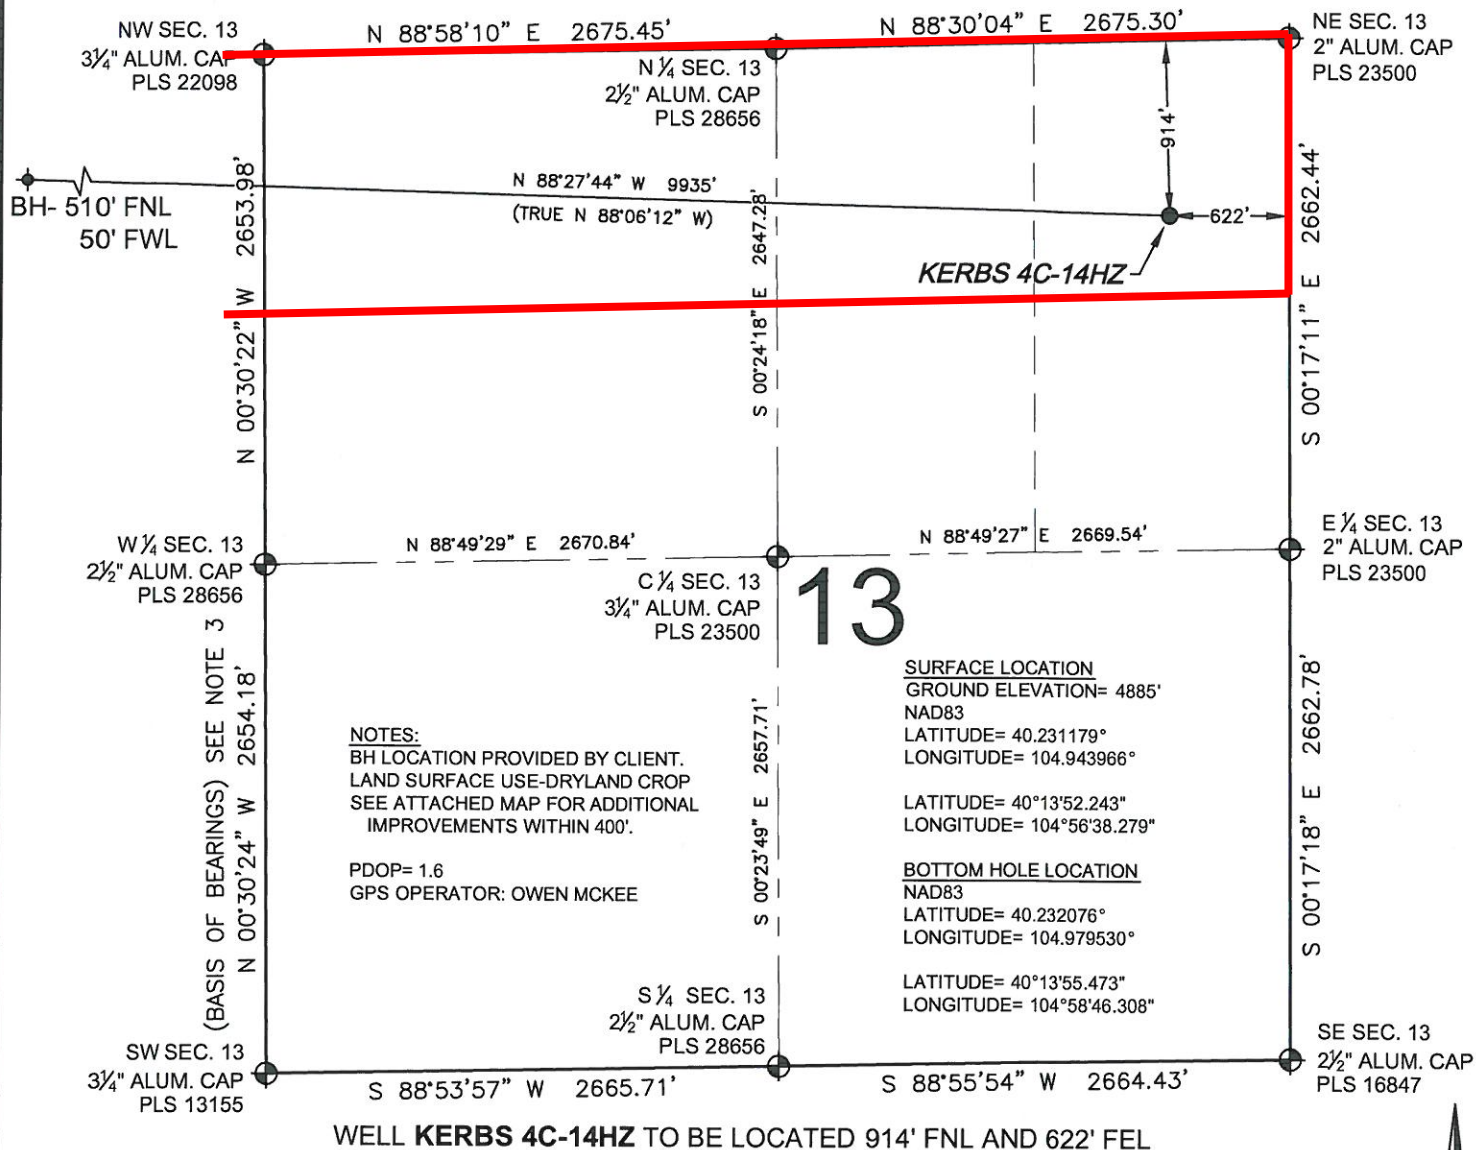 NW SEC. 13
3¼" ALUM. CAP
PLS 22098
N 88°58'10" E 2675.45'
N 88°30'04" E 2675.30'
NE SEC. 13
2" ALUM. CAP
PLS 23500
N ¼ SEC. 13
2½" ALUM. CAP
PLS 28656
914'
BH- 510' FNL
50' FWL
N 88°27'44" W 9935'
(TRUE N 88°06'12" W)
622'
KERBS 4C-14HZ
N 00°30'22" W 2653.98'
S 00°24'18" E 2647.28'
S 00°17'11" E 2662.44'
W ¼ SEC. 13
2½" ALUM. CAP
PLS 28656
N 88°49'29" E 2670.84'
N 88°49'27" E 2669.54'
E ¼ SEC. 13
2" ALUM. CAP
PLS 23500
C ¼ SEC. 13
3¼" ALUM. CAP
PLS 23500
13
(BASIS OF BEARINGS) SEE NOTE 3
N 00°30'24" W 2654.18'
NOTES:
BH LOCATION PROVIDED BY CLIENT.
LAND SURFACE USE-DRYLAND CROP
SEE ATTACHED MAP FOR ADDITIONAL
IMPROVEMENTS WITHIN 400'.
PDOP= 1.6
GPS OPERATOR: OWEN MCKEE
S 00°23'49" E 2657.71'
SURFACE LOCATION
GROUND ELEVATION= 4885'
NAD83
LATITUDE= 40.231179°
LONGITUDE= 104.943966°
LATITUDE= 40°13'52.243"
LONGITUDE= 104°56'38.279"
BOTTOM HOLE LOCATION
NAD83
LATITUDE= 40.232076°
LONGITUDE= 104.979530°
LATITUDE= 40°13'55.473"
LONGITUDE= 104°58'46.308"
S 00°17'18" E 2662.78'
SW SEC. 13
3¼" ALUM. CAP
PLS 13155
S ¼ SEC. 13
2½" ALUM. CAP
PLS 28656
SE SEC. 13
2½" ALUM. CAP
PLS 16847
S 88°53'57" W 2665.71'
S 88°55'54" W 2664.43'
WELL KERBS 4C-14HZ TO BE LOCATED 914' FNL AND 622' FEL